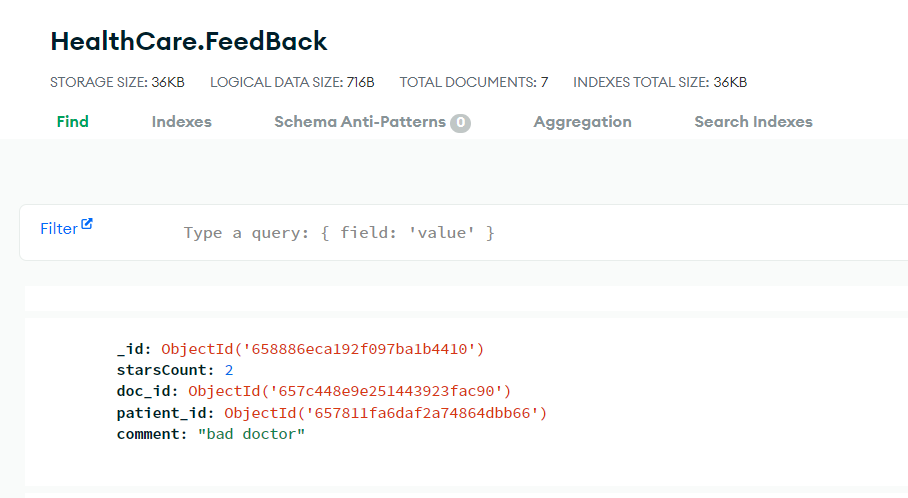 HealthCare.FeedBack
STORAGE SIZE: 36KB LOGICAL DATA SIZE: 716B TOTAL DOCUMENTS: 7 INDEXES TOTAL SIZE: 36KB
Find Indexes Schema Anti-Patterns 0 Aggregation Search Indexes
Filter Type a query: { field: 'value' }
_id: ObjectId('658886eca192f097ba1b4410')
starsCount: 2
doc_id: ObjectId('657c448e9e251443923fac90')
patient_id: ObjectId('657811fa6daf2a74864dbb66')
comment: "bad doctor"